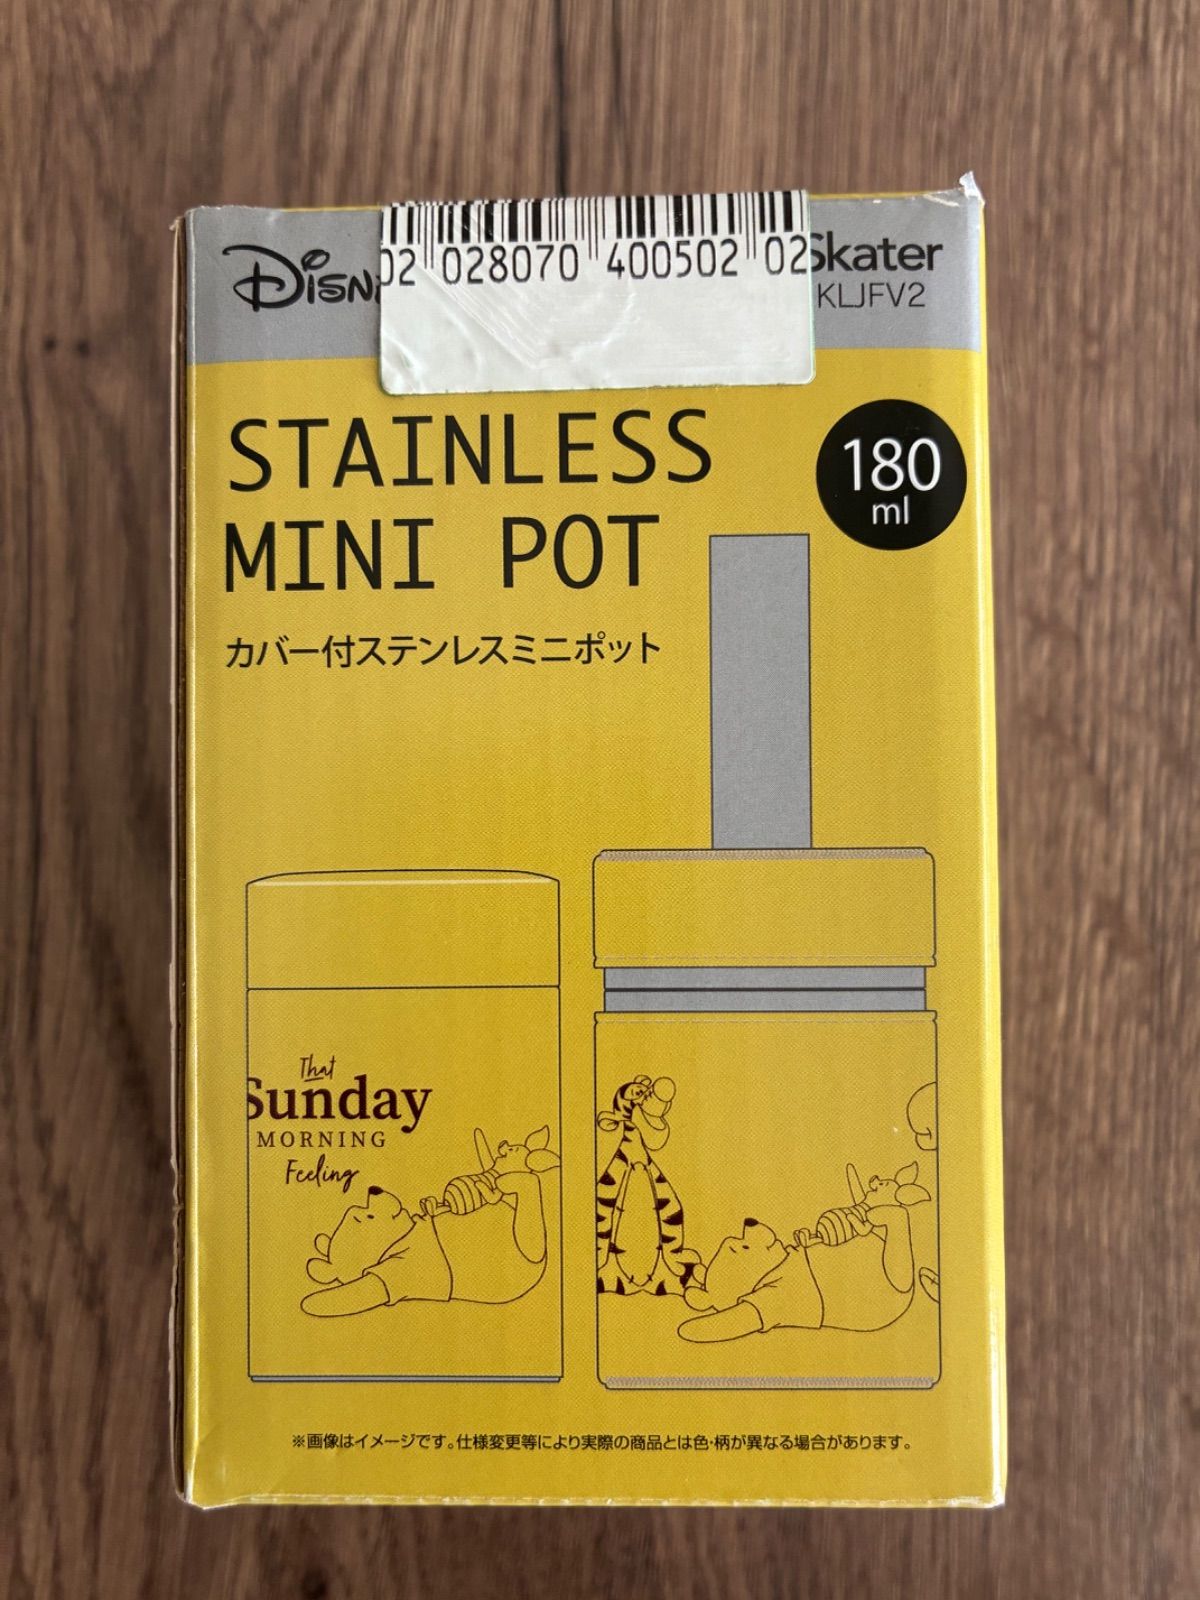 02 028070 400502 02
Skater
KLJFV2
STAINLESS
MINI POT
180
ml
カバー付ステンレスミニポット
That
Sunday
MORNING
Feeling
※画像はイメージです。仕様変更等により実際の商品とは色・柄が異なる場合があります。